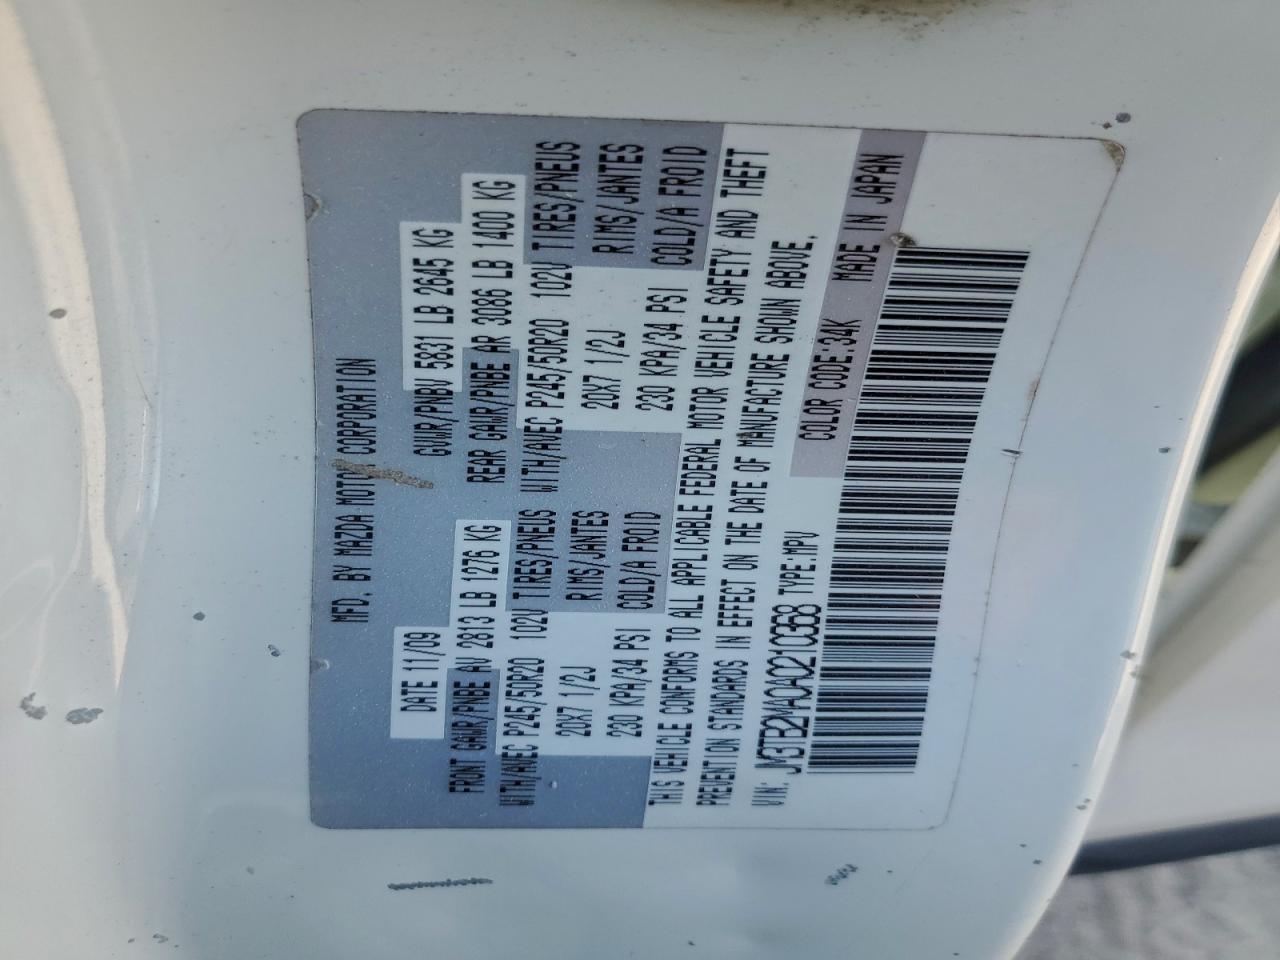 MFD. BY MAZDA MOTOR CORPORATION
DATE 11/09 GVWR/PNBV 5831 LB 2645 KG
FRONT GAWR/PNBE AV 2813 LB 1276 KG REAR GAWR/PNBE AR 3086 LB 1400 KG
WITH/AVEC P245/50R20 102V TIRES/PNEUS WITH/AVEC P245/50R20 102V TIRES/PNEUS
20X7 1/2J RIMS/JANTES 20X7 1/2J RIMS/JANTES
230 KPA/34 PSI COLD/A FROID 230 KPA/34 PSI COLD/A FROID
THIS VEHICLE CONFORMS TO ALL APPLICABLE FEDERAL MOTOR VEHICLE SAFETY AND THEFT
PREVENTION STANDARDS IN EFFECT ON THE DATE OF MANUFACTURE SHOWN ABOVE.
VIN: JM3TB2MA0A0210368 TYPE:MPV COLOR CODE:34K MADE IN JAPAN